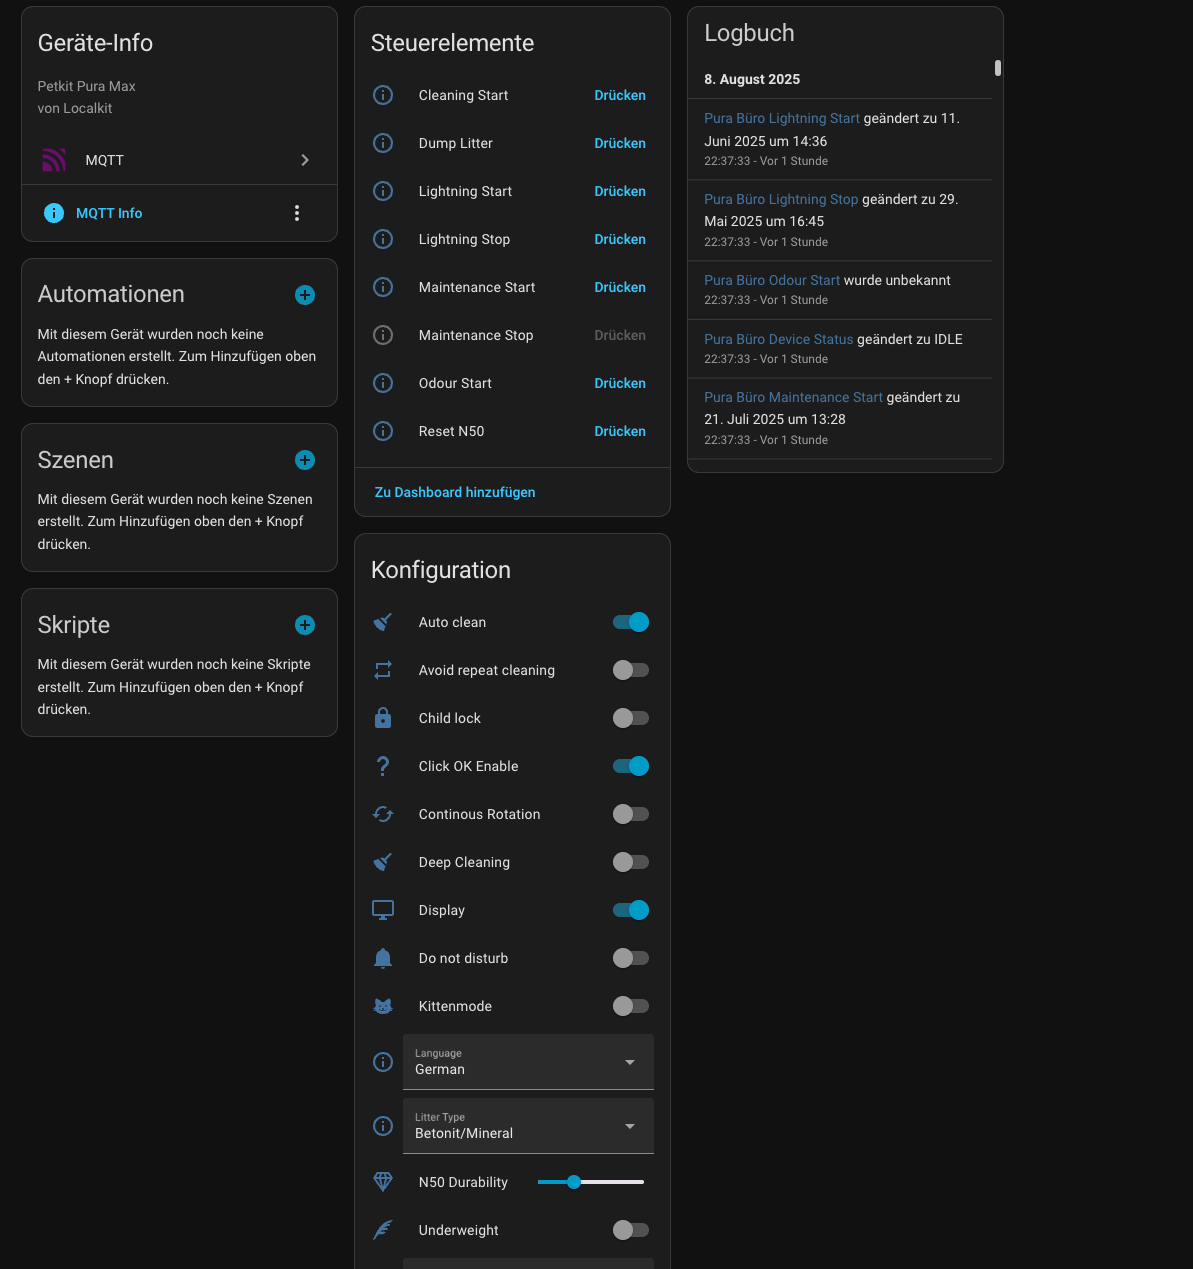 Geräte-Info
Petkit Pura Max
von Localkit
MQTT
MQTT Info
Automationen
Mit diesem Gerät wurden noch keine
Automationen erstellt. Zum Hinzufügen oben
den + Knopf drücken.
Szenen
Mit diesem Gerät wurden noch keine Szenen
erstellt. Zum Hinzufügen oben den + Knopf
drücken.
Skripte
Mit diesem Gerät wurden noch keine Skripte
erstellt. Zum Hinzufügen oben den + Knopf
drücken.
Steuerelemente
Cleaning Start Drücken
Dump Litter Drücken
Lightning Start Drücken
Lightning Stop Drücken
Maintenance Start Drücken
Maintenance Stop Drücken
Odour Start Drücken
Reset N50 Drücken
Zu Dashboard hinzufügen
Konfiguration
Auto clean
Avoid repeat cleaning
Child lock
Click OK Enable
Continous Rotation
Deep Cleaning
Display
Do not disturb
Kittenmode
Language
German
Litter Type
Betonit/Mineral
N50 Durability
Underweight
Logbuch
8. August 2025
Pura Büro Lightning Start geändert zu 11.
Juni 2025 um 14:36
22:37:33 - Vor 1 Stunde
Pura Büro Lightning Stop geändert zu 29.
Mai 2025 um 16:45
22:37:33 - Vor 1 Stunde
Pura Büro Odour Start wurde unbekannt
22:37:33 - Vor 1 Stunde
Pura Büro Device Status geändert zu IDLE
22:37:33 - Vor 1 Stunde
Pura Büro Maintenance Start geändert zu
21. Juli 2025 um 13:28
22:37:33 - Vor 1 Stunde